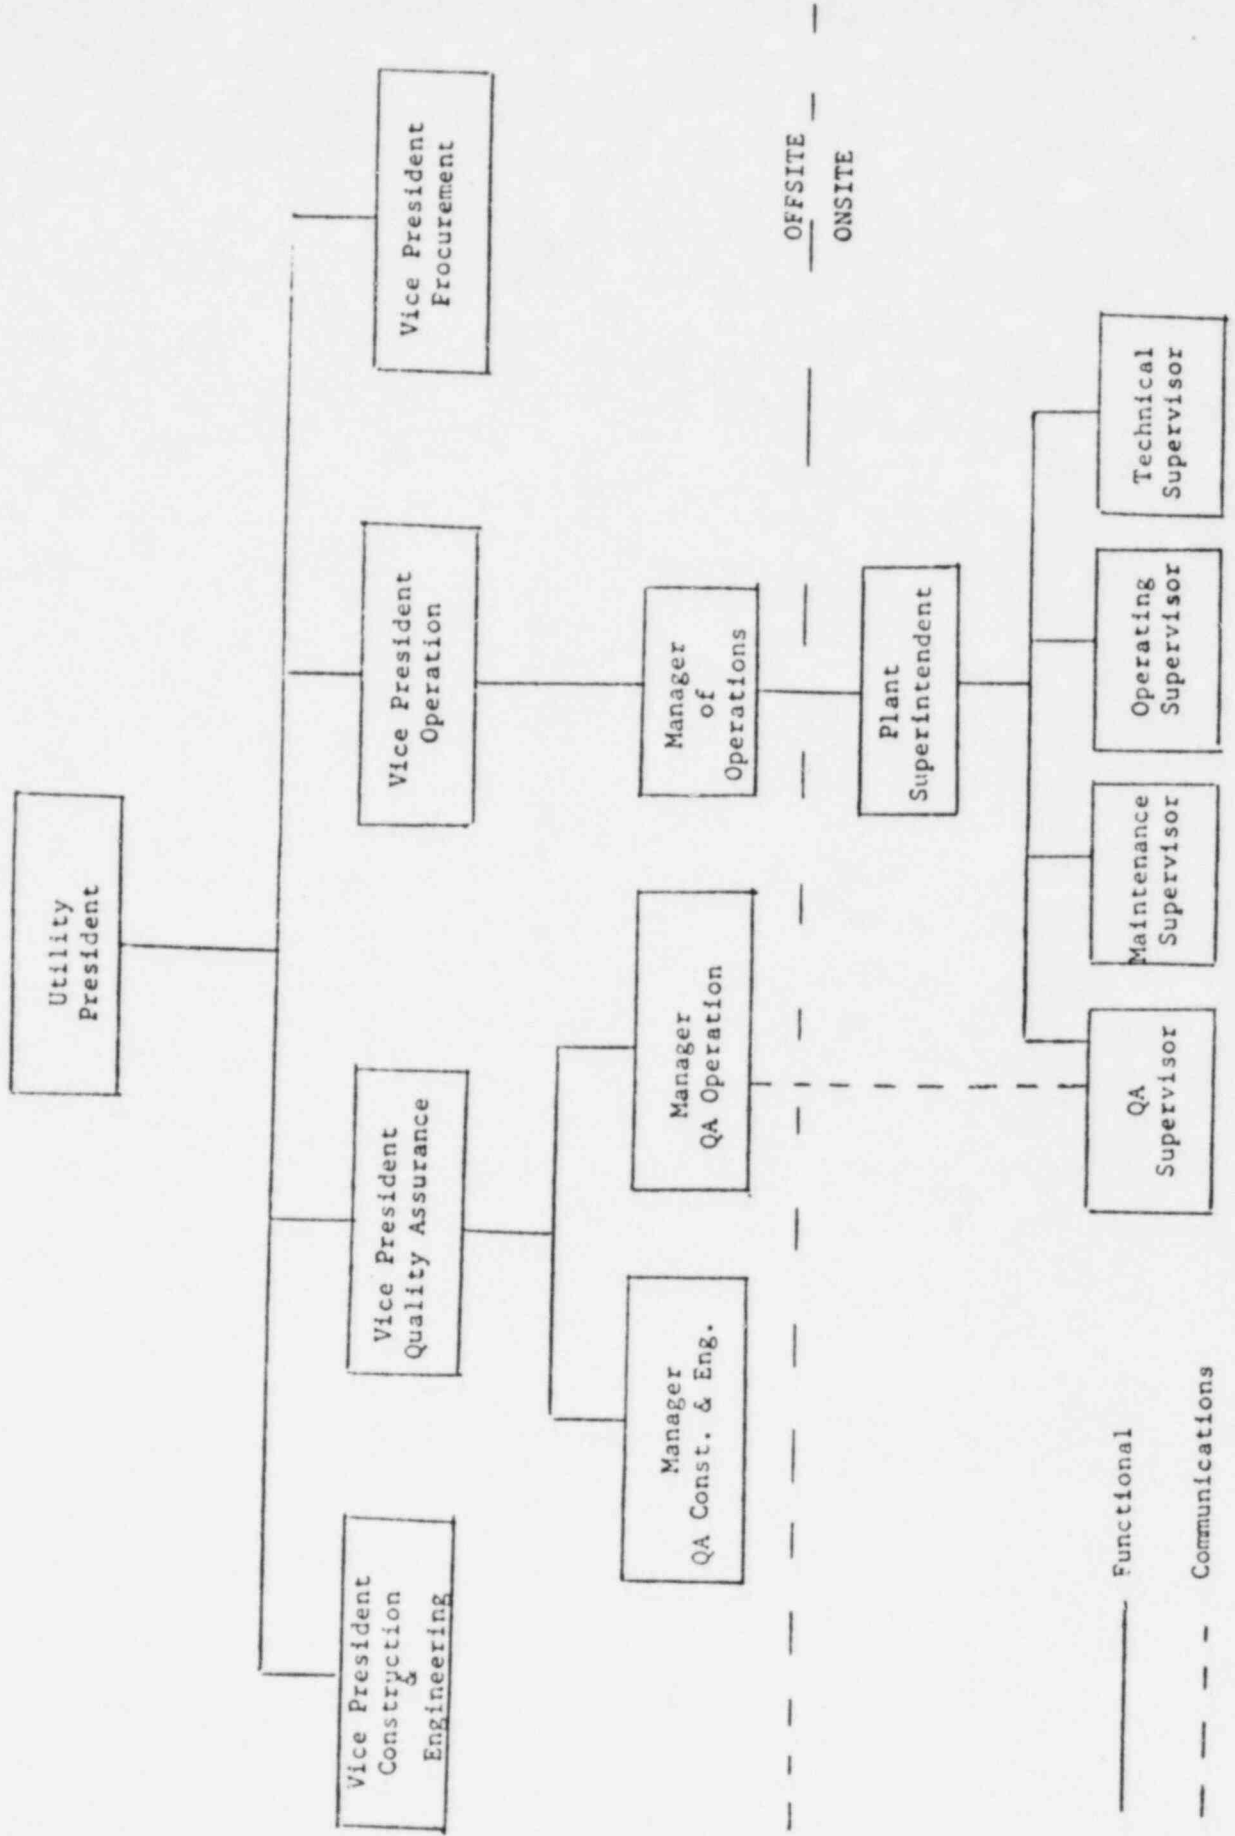 Utility
President
Vice President
Construction
&
Engineering
Vice President
Quality Assurance
Vice President
Operation
Vice President
Procurement
Manager
QA Const. & Eng.
Manager
QA Operation
Manager
of
Operations
OFFSITE
ONSITE
Plant
Superintendent
QA
Supervisor
Maintenance
Supervisor
Operating
Supervisor
Technical
Supervisor
Functional
Communications